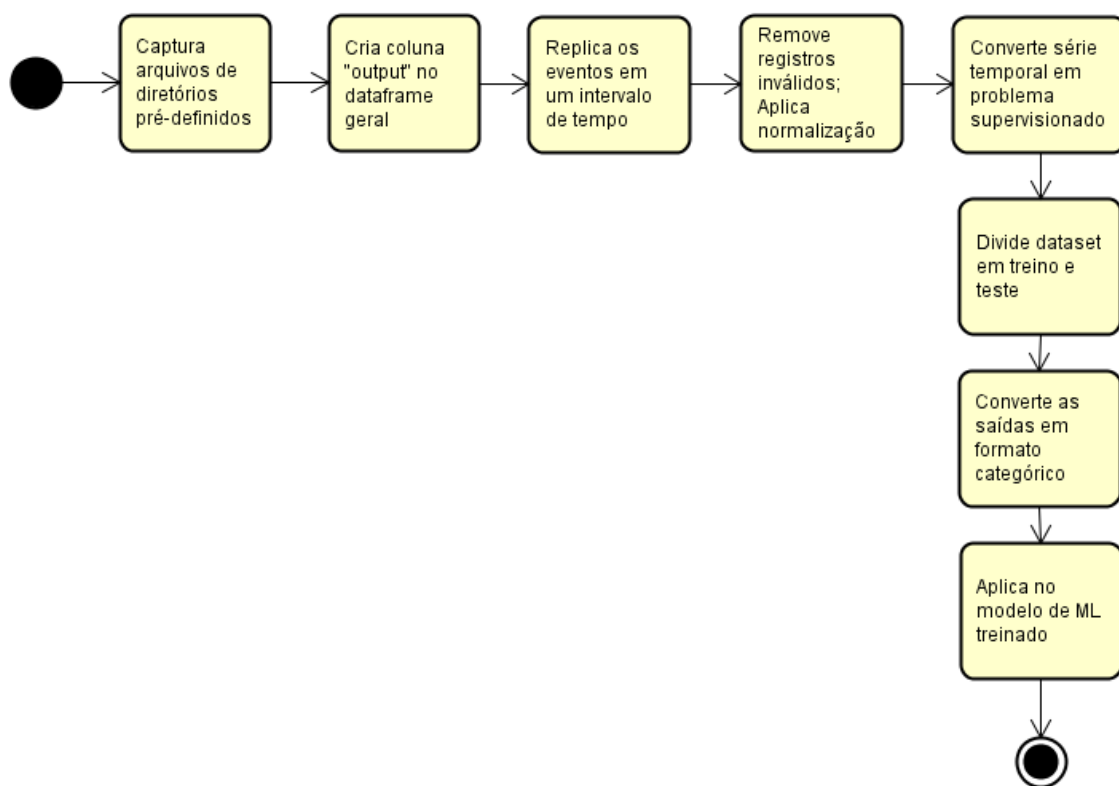 Captura
arquivos de
diretórios
pré-definidos
Cria coluna
"output" no
dataframe
geral
Replica os
eventos em
um intervalo
de tempo
Remove
registros
inválidos;
Aplica
normalização
Converte série
temporal em
problema
supervisionado
Divide dataset
em treino e
teste
Converte as
saídas em
formato
categórico
Aplica no
modelo de ML
treinado